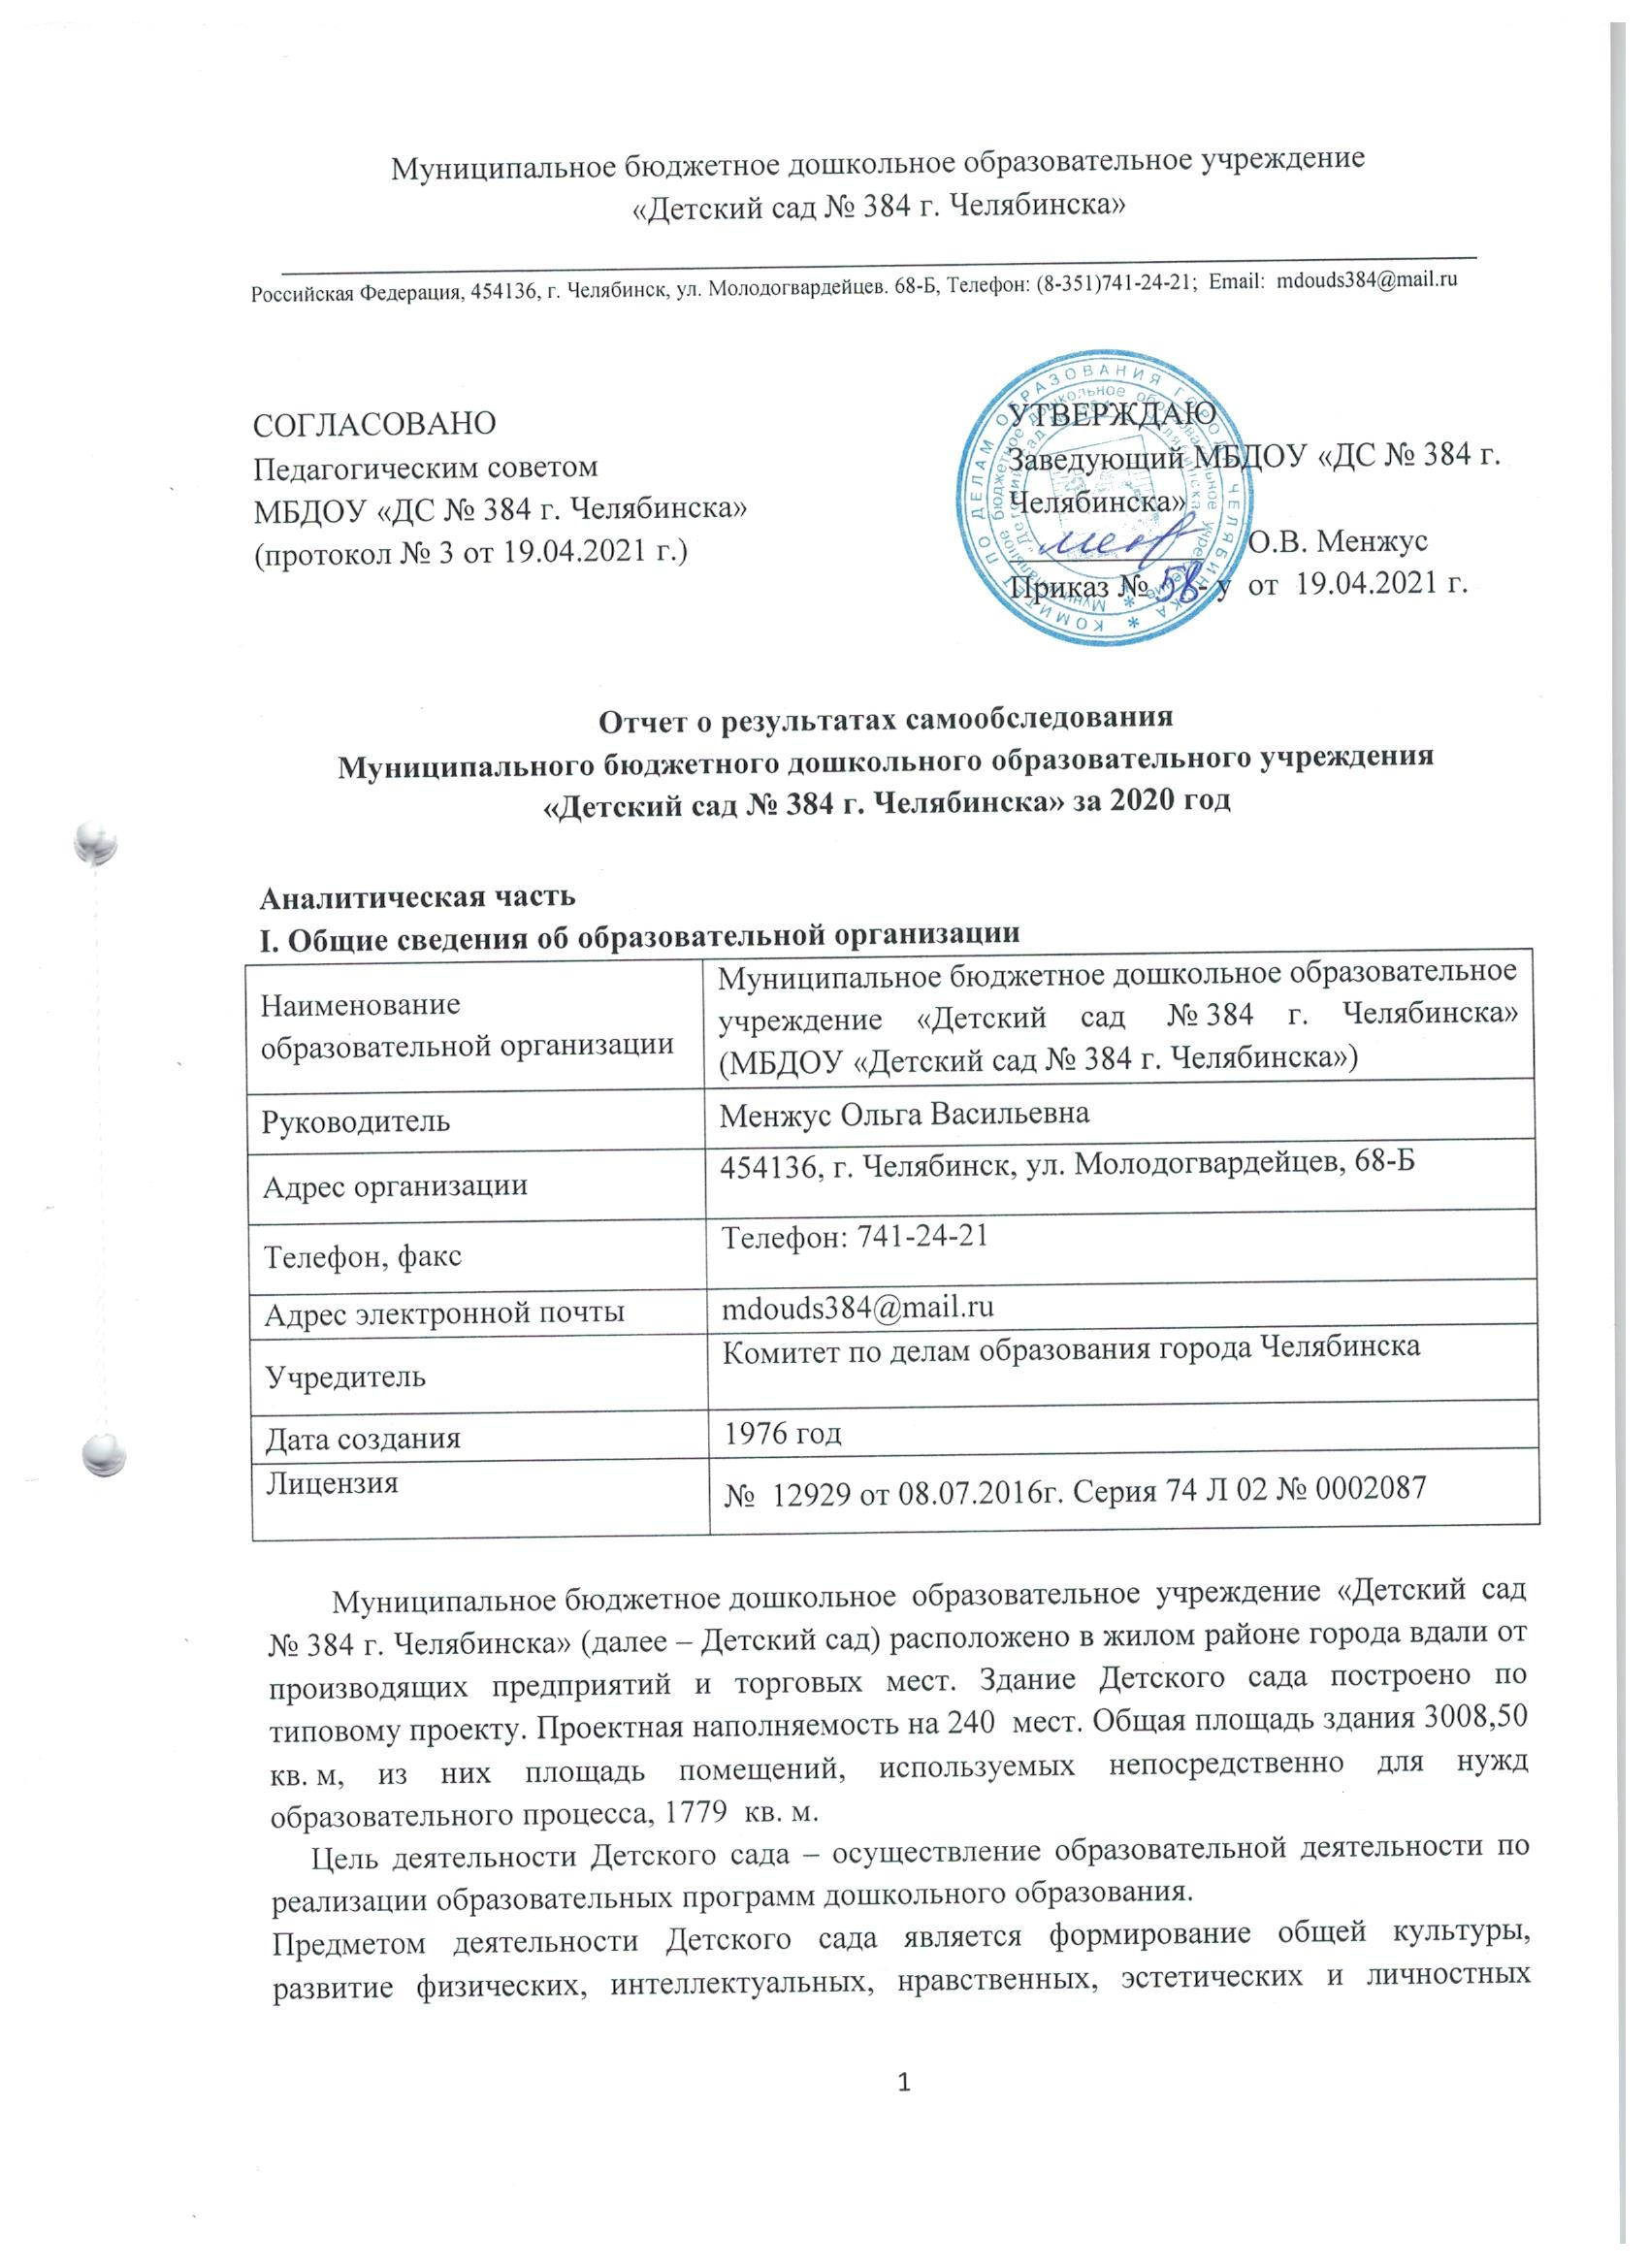 Муниципальное бюджетное дошкольное образовательное учреждение
«Детский сад № 384 г. Челябинска»
Российская Федерация, 454136, г. Челябинск, ул. Молодогвардейцев. 68-Б, Телефон: (8-351)741-24-21; Email: mdouds384@mail.ru
СОГЛАСОВАНО
Педагогическим советом
МБДОУ «ДС № 384 г. Челябинска»
(протокол № 3 от 19.04.2021 г.)
КОМИТЕТ ПО ДЕЛАМ ОБРАЗОВАНИЯ ГОРОДА ЧЕЛЯБИНСКА
УТВЕРЖДАЮ
Заведующий МБДОУ «ДС № 384 г.
Челябинска»
О.В. Менжус
Приказ № - у от 19.04.2021 г.
Отчет о результатах самообследования
Муниципального бюджетного дошкольного образовательного учреждения
«Детский сад № 384 г. Челябинска» за 2020 год
Аналитическая часть
I. Общие сведения об образовательной организации
Наименование
образовательной организации
Муниципальное бюджетное дошкольное образовательное
учреждение «Детский сад № 384 г. Челябинска»
(МБДОУ «Детский сад № 384 г. Челябинска»)
Руководитель
Менжус Ольга Васильевна
Адрес организации
454136, г. Челябинск, ул. Молодогвардейцев, 68-Б
Телефон, факс
Телефон: 741-24-21
Адрес электронной почты
mdouds384@mail.ru
Учредитель
Комитет по делам образования города Челябинска
Дата создания
1976 год
Лицензия
№ 12929 от 08.07.2016г. Серия 74 Л 02 № 0002087
Муниципальное бюджетное дошкольное образовательное учреждение «Детский сад
№ 384 г. Челябинска» (далее – Детский сад) расположено в жилом районе города вдали от
производящих предприятий и торговых мест. Здание Детского сада построено по
типовому проекту. Проектная наполняемость на 240 мест. Общая площадь здания 3008,50
кв. м, из них площадь помещений, используемых непосредственно для нужд
образовательного процесса, 1779 кв. м.
Цель деятельности Детского сада – осуществление образовательной деятельности по
реализации образовательных программ дошкольного образования.
Предметом деятельности Детского сада является формирование общей культуры,
развитие физических, интеллектуальных, нравственных, эстетических и личностных
1